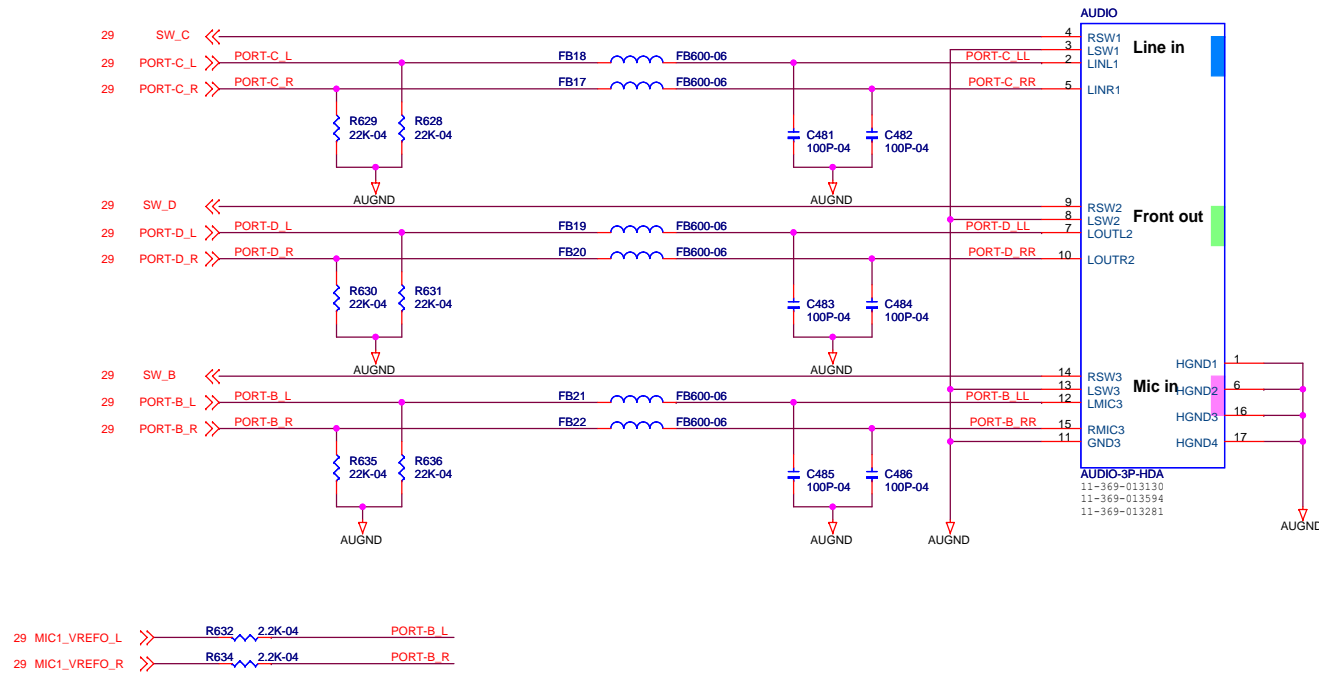 AUDIO
29 SW_C 4 RSW1
3 LSW1 Line in
29 PORT-C_L PORT-C_L FB18 FB600-06 PORT-C_LL 2 LINL1
29 PORT-C_R PORT-C_R FB17 FB600-06 PORT-C_RR 5 LINR1
R629 R628 C481 C482
22K-04 22K-04 100P-04 100P-04
AUGND AUGND
29 SW_D 9 RSW2
8 LSW2 Front out
29 PORT-D_L PORT-D_L FB19 FB600-06 PORT-D_LL 7 LOUTL2
29 PORT-D_R PORT-D_R FB20 FB600-06 PORT-D_RR 10 LOUTR2
R630 R631 C483 C484
22K-04 22K-04 100P-04 100P-04
AUGND AUGND
HGND1 1
29 SW_B 14 RSW3
13 LSW3 Mic in HGND2 6
29 PORT-B_L PORT-B_L FB21 FB600-06 PORT-B_LL 12 LMIC3
HGND3 16
29 PORT-B_R PORT-B_R FB22 FB600-06 PORT-B_RR 15 RMIC3
11 GND3 HGND4 17
R635 R636 C485 C486
22K-04 22K-04 100P-04 100P-04
AUDIO-3P-HDA
11-369-013130
11-369-013594
11-369-013281
AUGND AUGND AUGND AUGND
29 MIC1_VREFO_L R632 2.2K-04 PORT-B_L
29 MIC1_VREFO_R R634 2.2K-04 PORT-B_R